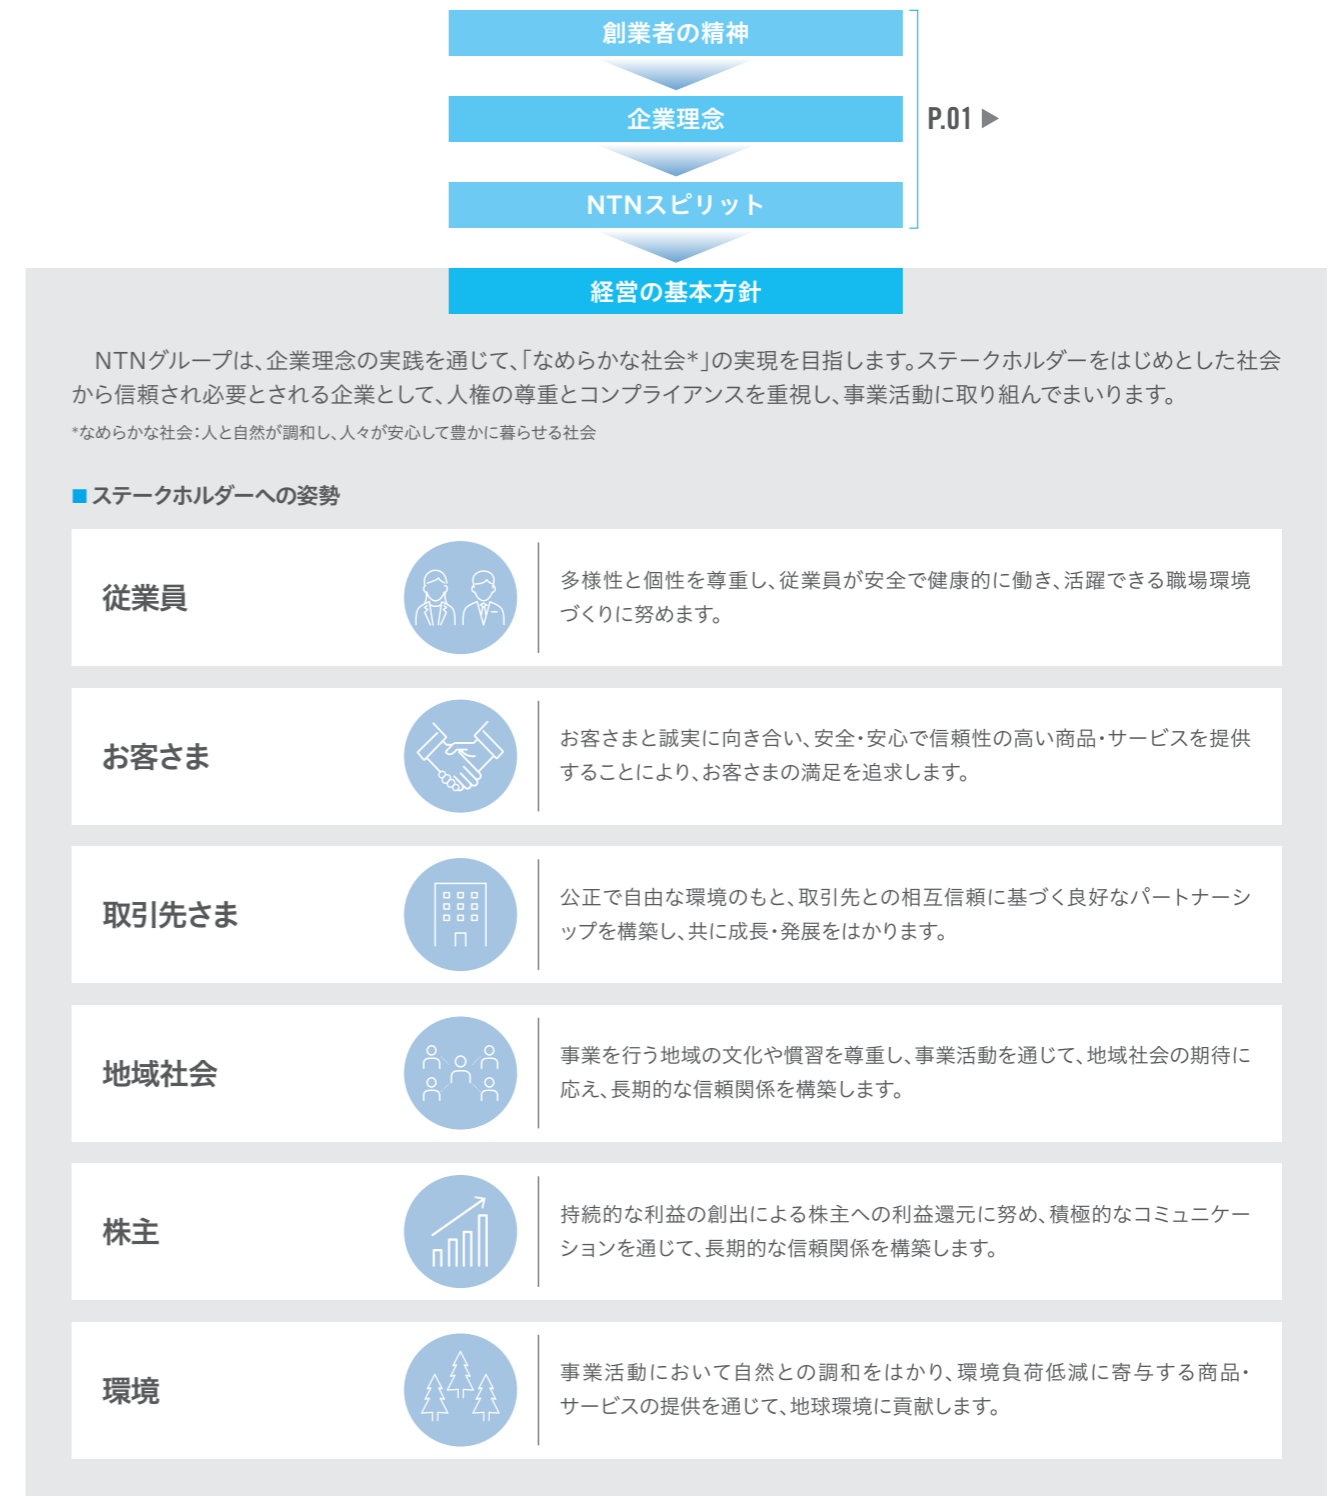 創業者の精神
企業理念
P.01 ▶
NTNスピリット
経営の基本方針
NTNグループは、企業理念の実践を通じて、「なめらかな社会*」の実現を目指します。ステークホルダーをはじめとした社会
から信頼され必要とされる企業として、人権の尊重とコンプライアンスを重視し、事業活動に取り組んでまいります。
*なめらかな社会：人と自然が調和し、人々が安心して豊かに暮らせる社会
■ ステークホルダーへの姿勢
従業員
多様性と個性を尊重し、従業員が安全で健康的に働き、活躍できる職場環境
づくりに努めます。
お客さま
お客さまと誠実に向き合い、安全・安心で信頼性の高い商品・サービスを提供
することにより、お客さまの満足を追求します。
取引先さま
公正で自由な環境のもと、取引先との相互信頼に基づく良好なパートナーシ
ップを構築し、共に成長・発展をはかります。
地域社会
事業を行う地域の文化や慣習を尊重し、事業活動を通じて、地域社会の期待に
応え、長期的な信頼関係を構築します。
株主
持続的な利益の創出による株主への利益還元に努め、積極的なコミュニケー
ションを通じて、長期的な信頼関係を構築します。
環境
事業活動において自然との調和をはかり、環境負荷低減に寄与する商品・
サービスの提供を通じて、地球環境に貢献します。